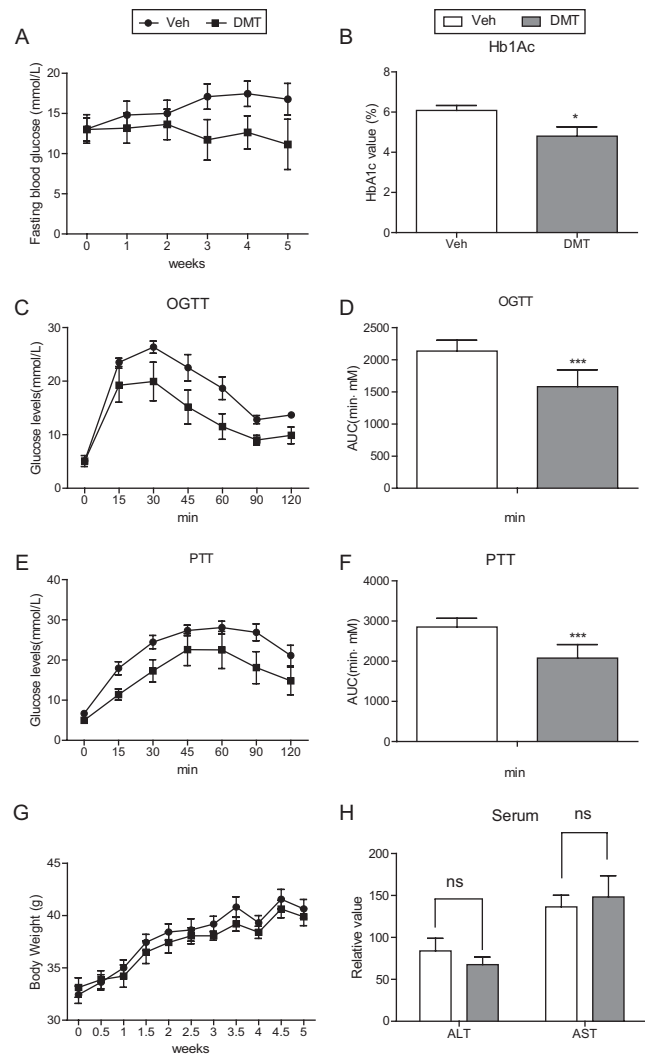 Veh DMT
Veh DMT
A
B
Hb1Ac
Fasting blood glucose (mmol/L)
20
15
10
5
0
0 1 2 3 4 5
weeks
HbA1c value (%)
8
6
4
2
0
*
Veh DMT
C
OGTT
Glucose levels(mmol/L)
30
20
10
0
0 15 30 45 60 90 120
min
D
OGTT
AUC(min· mM)
2500
2000
1500
1000
500
0
***
min
E
PTT
Glucose levels(mmol/L)
40
30
20
10
0
0 15 30 45 60 90 120
min
F
PTT
AUC(min· mM)
4000
3000
2000
1000
0
***
min
G
Body Weight (g)
45
40
35
30
0 0.5 1 1.5 2 2.5 3 3.5 4 4.5 5
weeks
H
Serum
Relative value
200
150
100
50
0
ns
ns
ALT AST